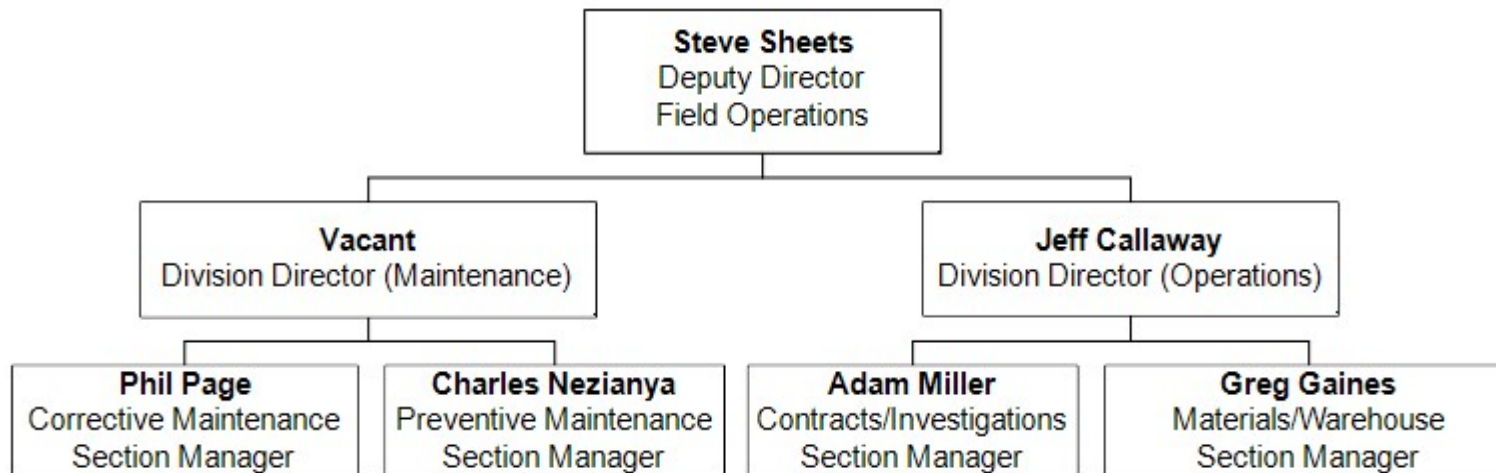 Steve Sheets
Deputy Director
Field Operations
Vacant
Division Director (Maintenance)
Jeff Callaway
Division Director (Operations)
Phil Page
Corrective Maintenance
Section Manager
Charles Nezianya
Preventive Maintenance
Section Manager
Adam Miller
Contracts/Investigations
Section Manager
Greg Gaines
Materials/Warehouse
Section Manager